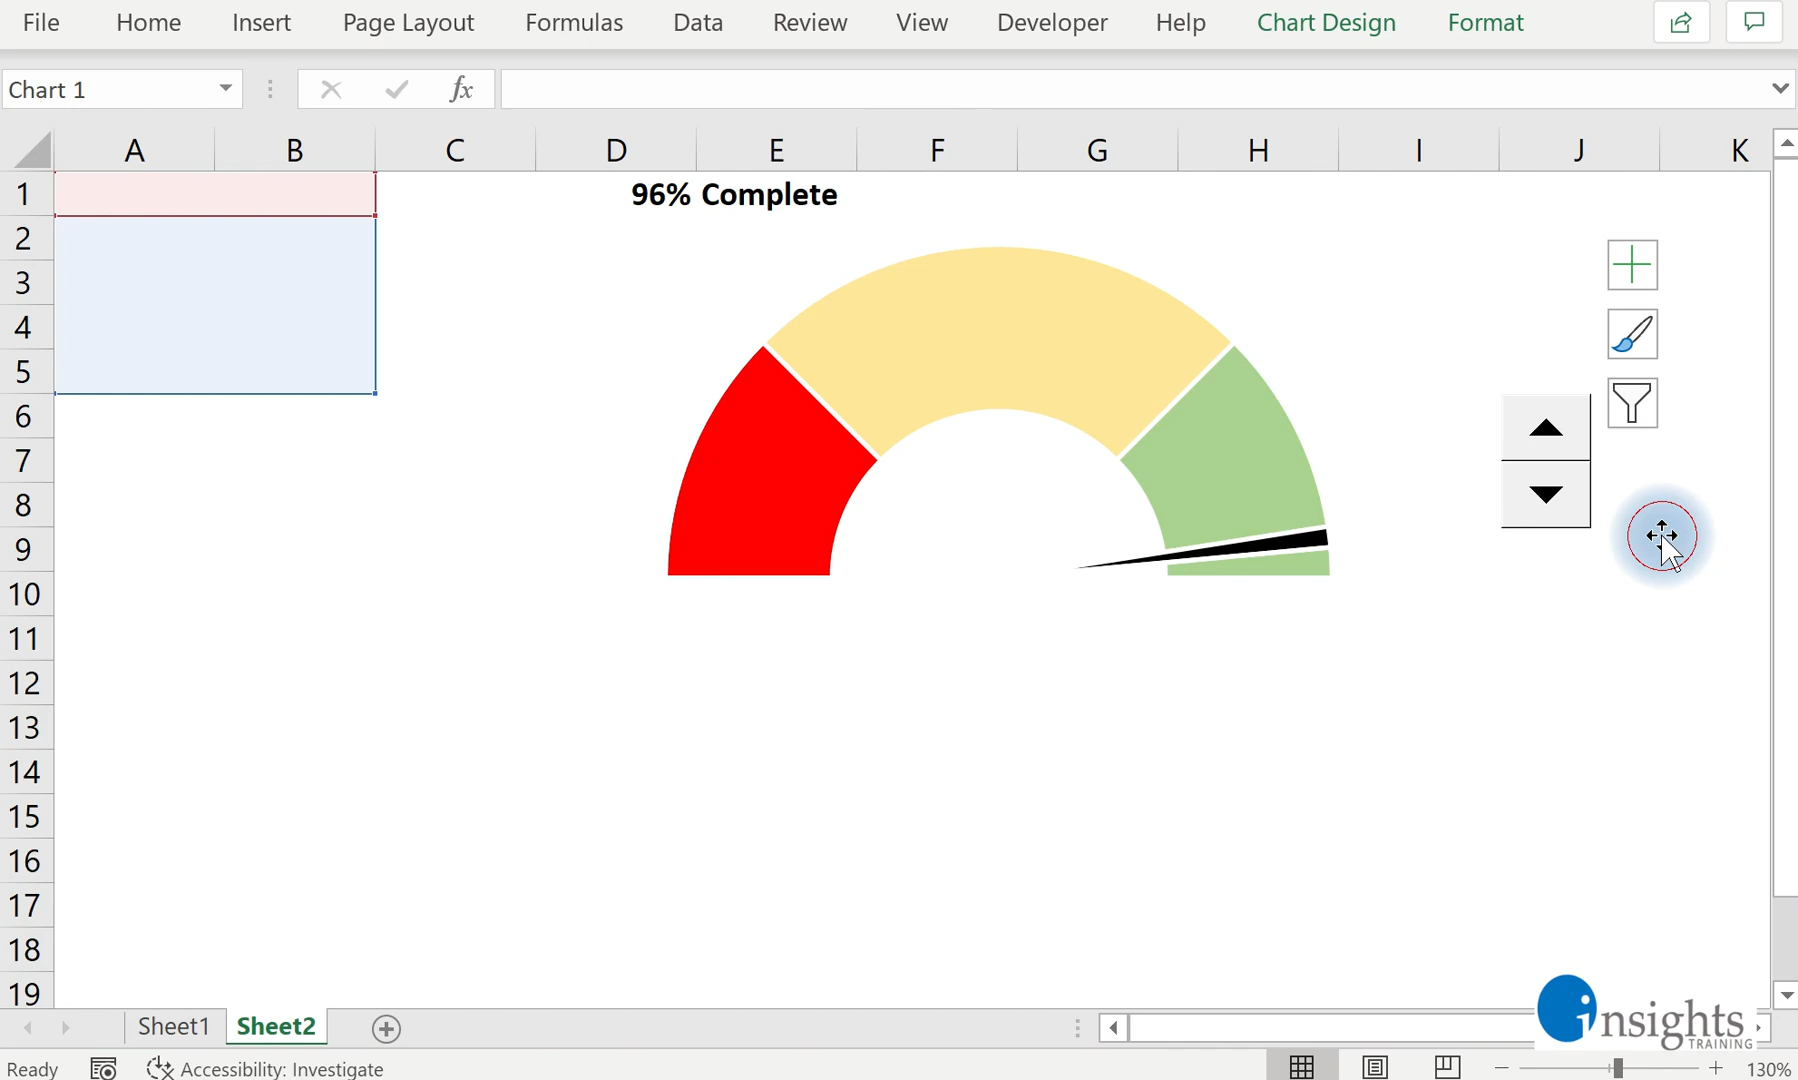 File Home Insert Page Layout Formulas Data Review View Developer Help Chart Design Format
Chart 1 fx
A B C D E F G H I J K
1 96% Complete
2
3
4
5
6
7
8
9
10
11
12
13
14
15
16
17
18
19
insights
TRAINING
Sheet1 Sheet2
Ready Accessibility: Investigate 130%